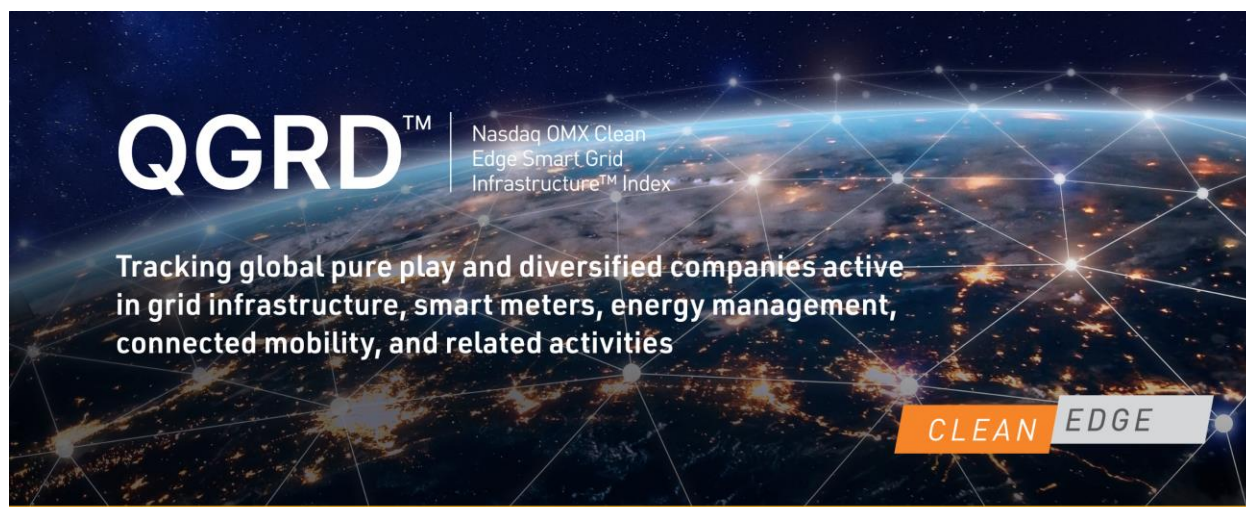 QGRD™
Nasdaq OMX Clean
Edge Smart Grid
Infrastructure™ Index
Tracking global pure play and diversified companies active
in grid infrastructure, smart meters, energy management,
connected mobility, and related activities
CLEAN EDGE